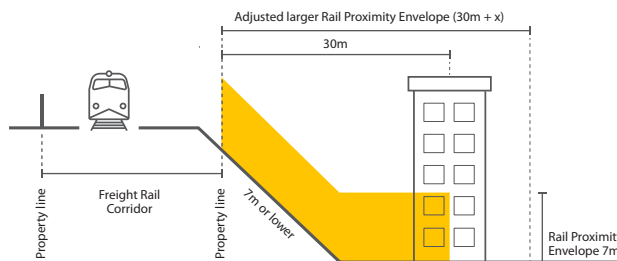 Adjusted larger Rail Proximity Envelope (30m + x)
30m
Freight Rail
Corridor
Property line
Property line
7m or lower
Rail Proximity
Envelope 7m